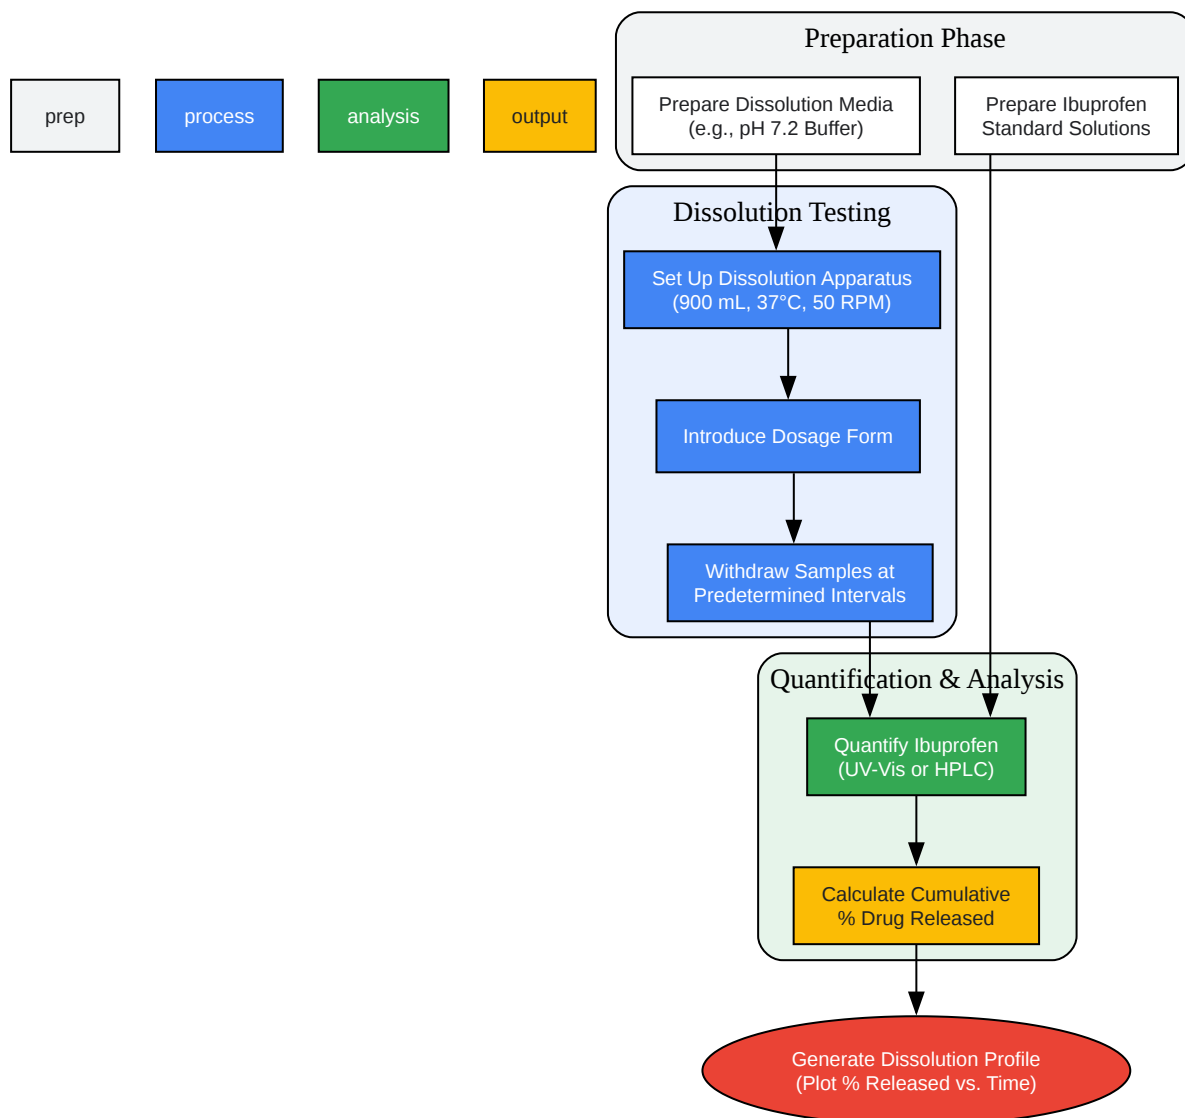 Preparation Phase
prep
process
analysis
output
Prepare Dissolution Media
(e.g., pH 7.2 Buffer)
Prepare Ibuprofen
Standard Solutions
Dissolution Testing
Set Up Dissolution Apparatus
(900 mL, 37°C, 50 RPM)
Introduce Dosage Form
Withdraw Samples at
Predetermined Intervals
Quantification & Analysis
Quantify Ibuprofen
(UV-Vis or HPLC)
Calculate Cumulative
% Drug Released
Generate Dissolution Profile
(Plot % Released vs. Time)